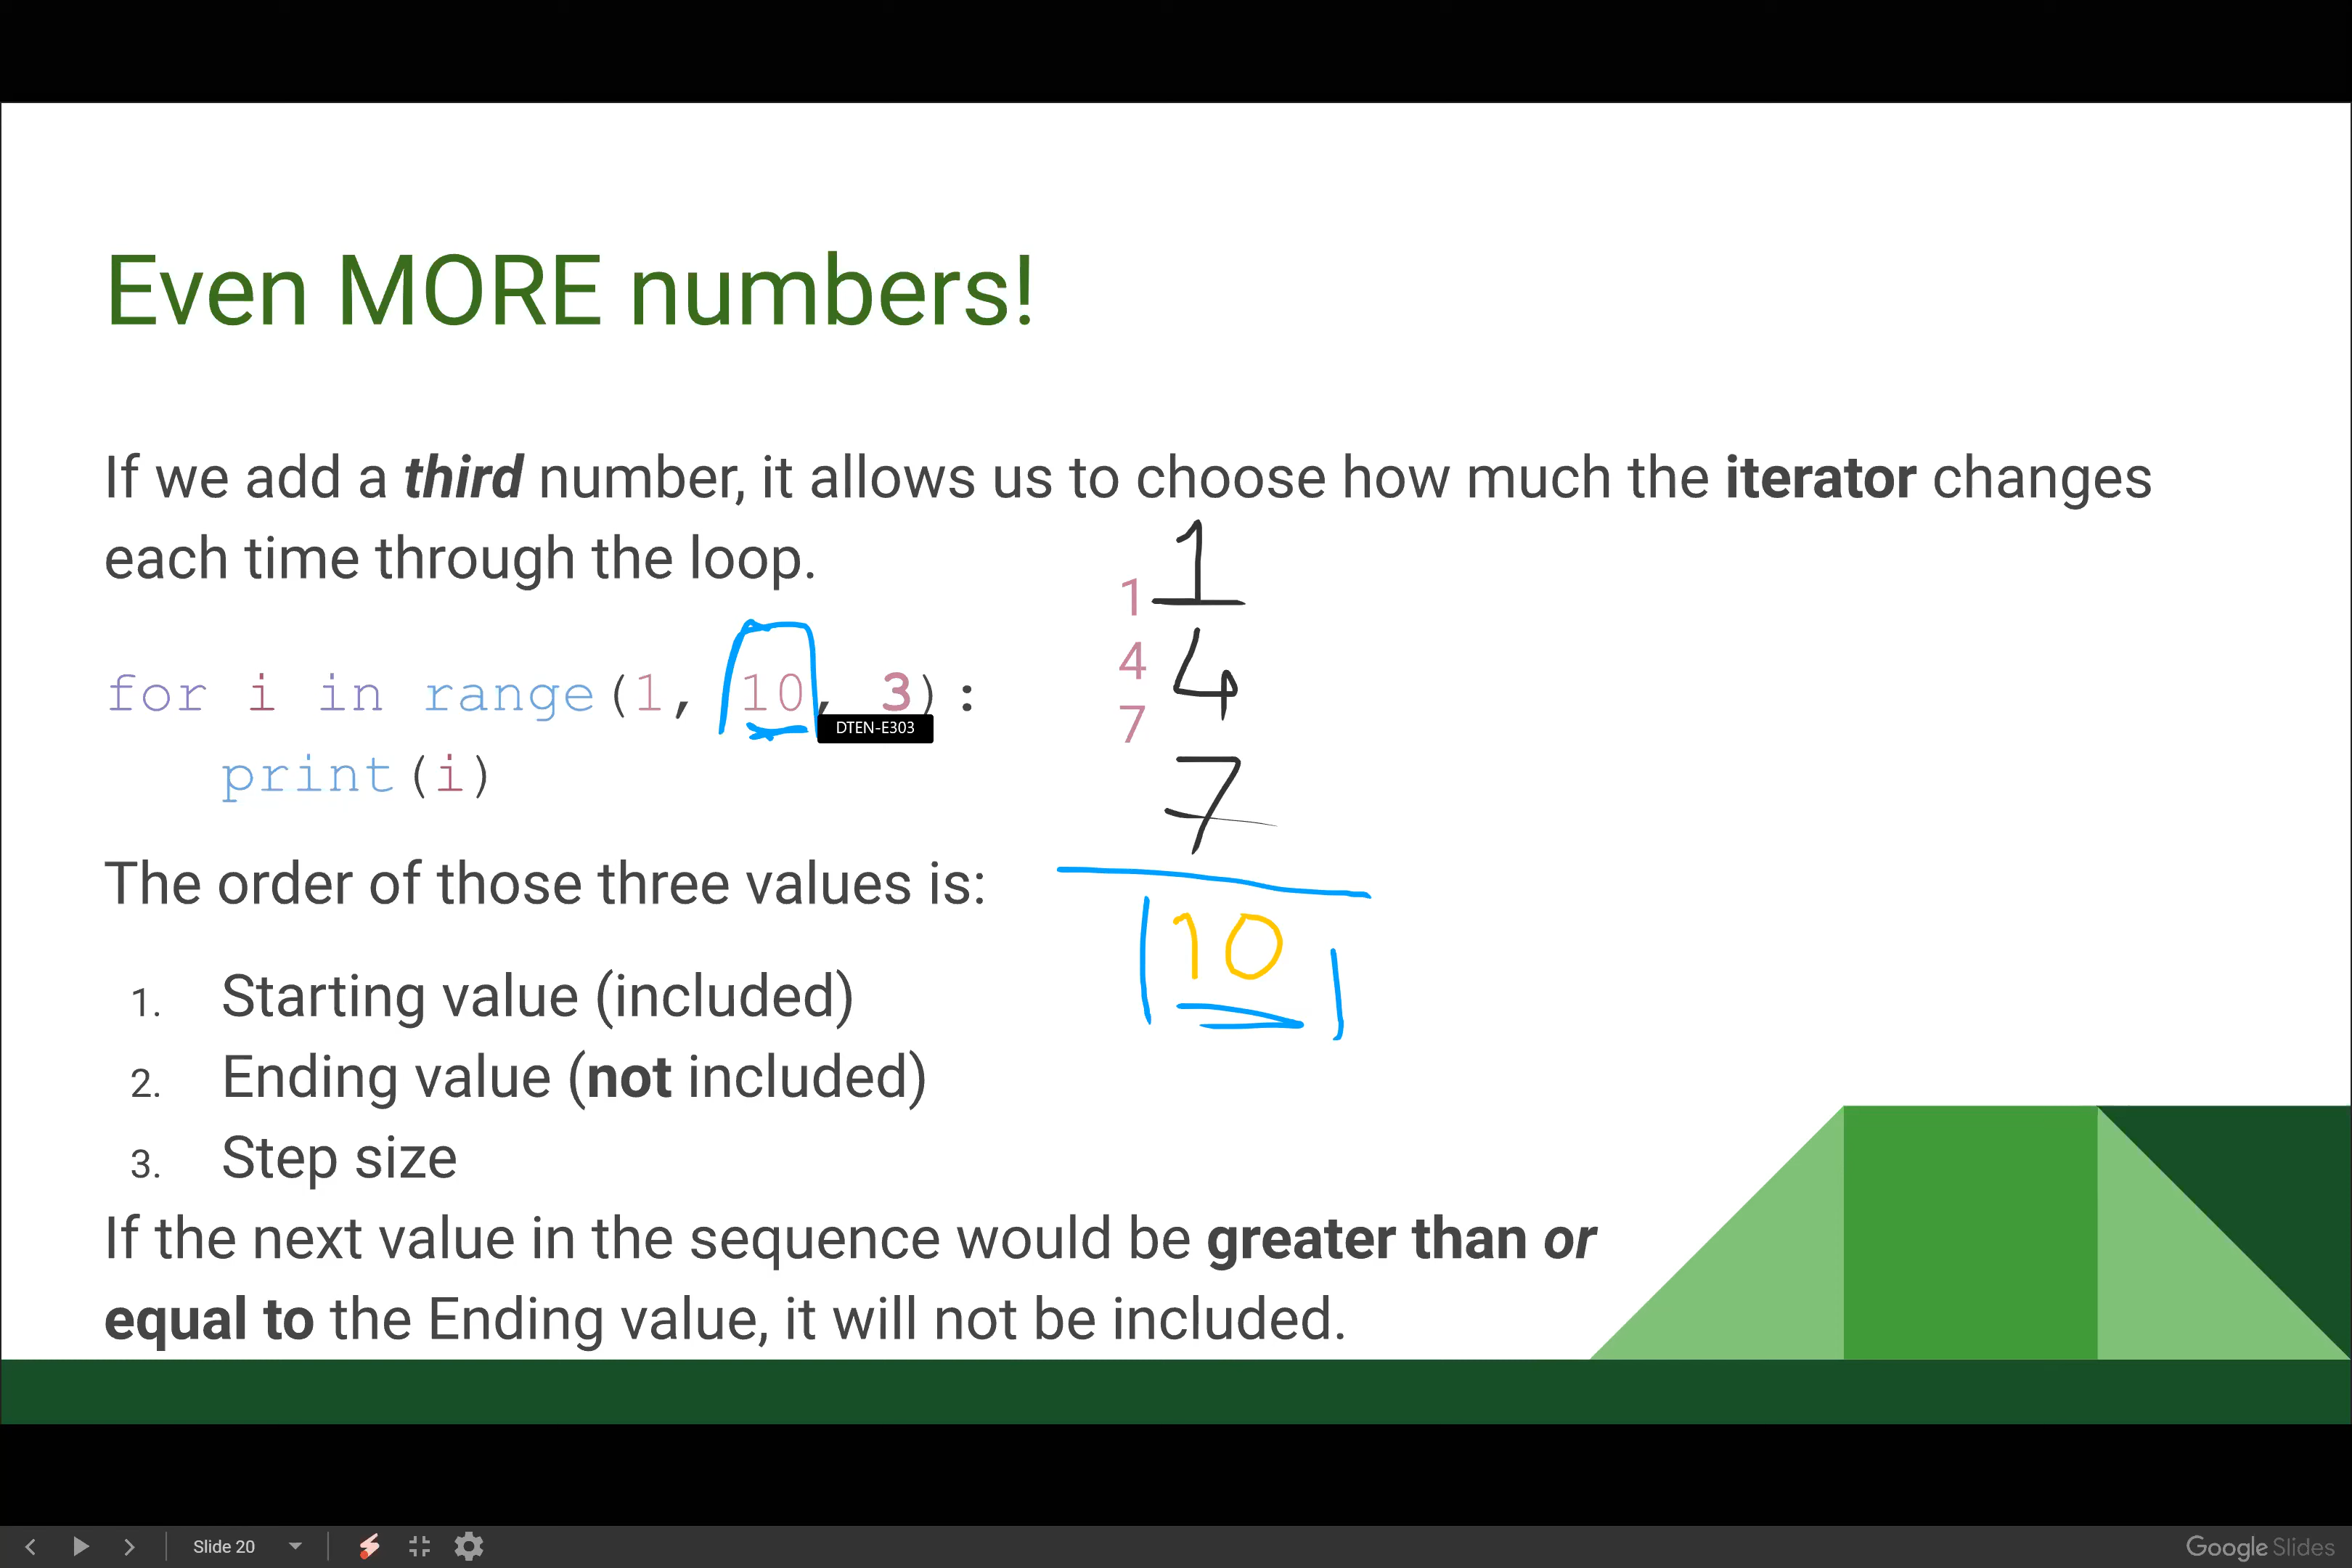 Even MORE numbers!
If we add a third number, it allows us to choose how much the iterator changes
each time through the loop.
for i in range(1, 10, 3):
DTEN-E303
print(i)
1
4
7
1
4
7
10
The order of those three values is:
1. Starting value (included)
2. Ending value (not included)
3. Step size
If the next value in the sequence would be greater than or
equal to the Ending value, it will not be included.
Slide 20
Google Slides